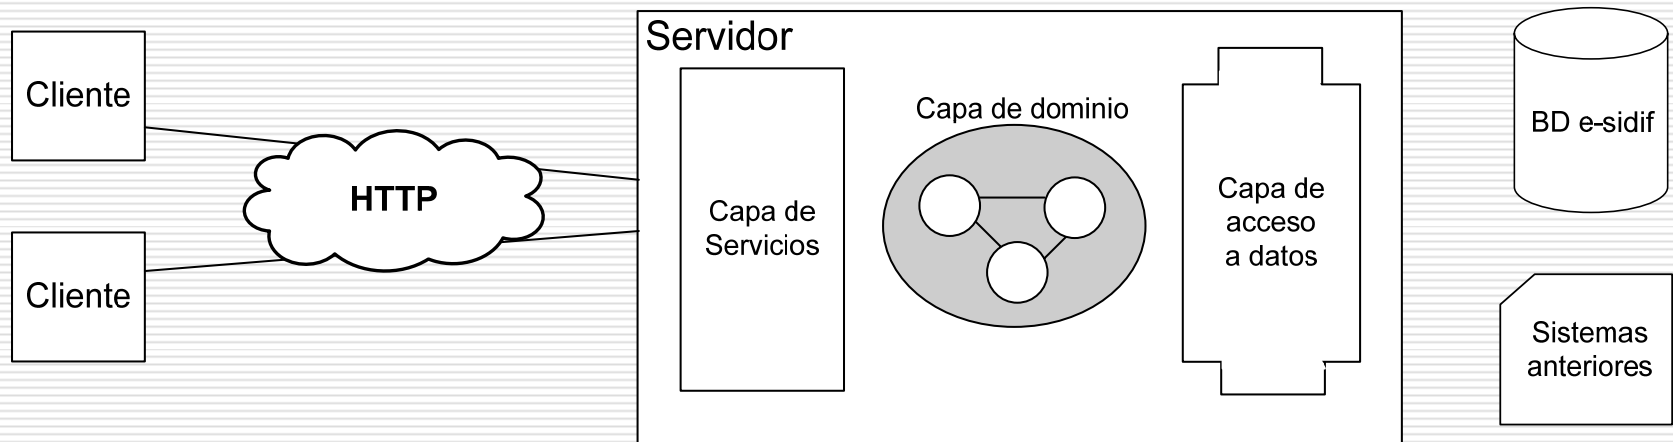 Cliente
Cliente
HTTP
Servidor
Capa de
Servicios
Capa de dominio
Capa de
acceso
a datos
BD e-sidif
Sistemas
anteriores